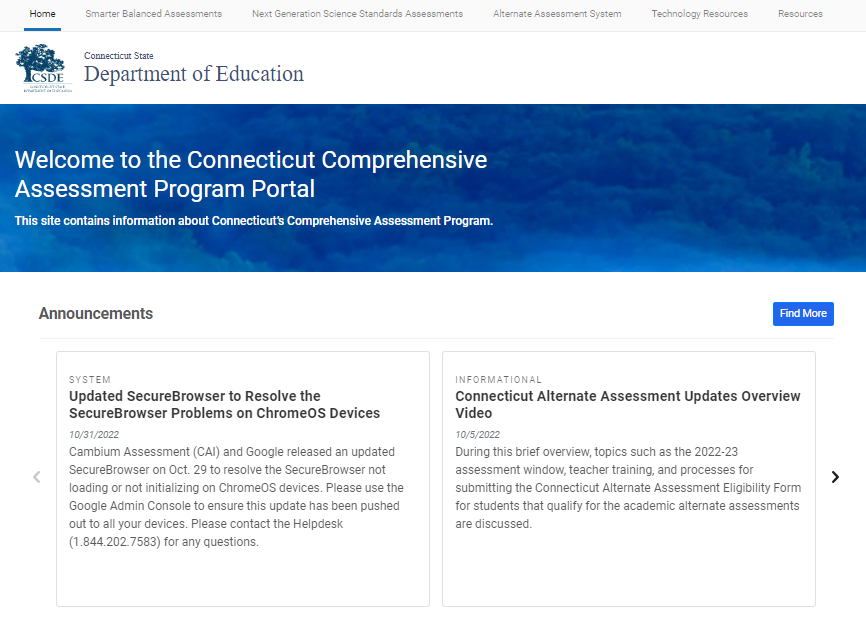 Home Smarter Balanced Assessments Next Generation Science Standards Assessments Alternate Assessment System Technology Resources Resources
CSDE
CONNECTICUT STATE
DEPARTMENT OF EDUCATION
Connecticut State
Department of Education
Welcome to the Connecticut Comprehensive
Assessment Program Portal
This site contains information about Connecticut's Comprehensive Assessment Program.
Announcements
Find More
SYSTEM
Updated SecureBrowser to Resolve the
SecureBrowser Problems on ChromeOS Devices
10/31/2022
Cambium Assessment (CAI) and Google released an updated
SecureBrowser on Oct. 29 to resolve the SecureBrowser not
loading or not initializing on ChromeOS devices. Please use the
Google Admin Console to ensure this update has been pushed
out to all your devices. Please contact the Helpdesk
(1.844.202.7583) for any questions.
INFORMATIONAL
Connecticut Alternate Assessment Updates Overview
Video
10/5/2022
During this brief overview, topics such as the 2022-23
assessment window, teacher training, and processes for
submitting the Connecticut Alternate Assessment Eligibility Form
for students that qualify for the academic alternate assessments
are discussed.